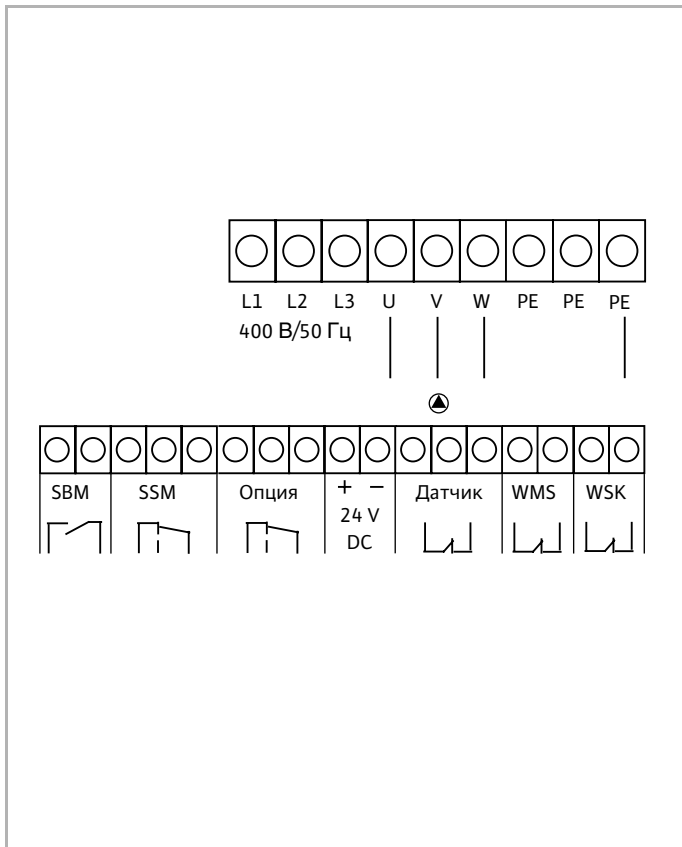 L1 L2 L3 U V W PE PE PE
400 В/50 Гц
SBM SSM Опция + − Датчик WMS WSK
24 V
DC